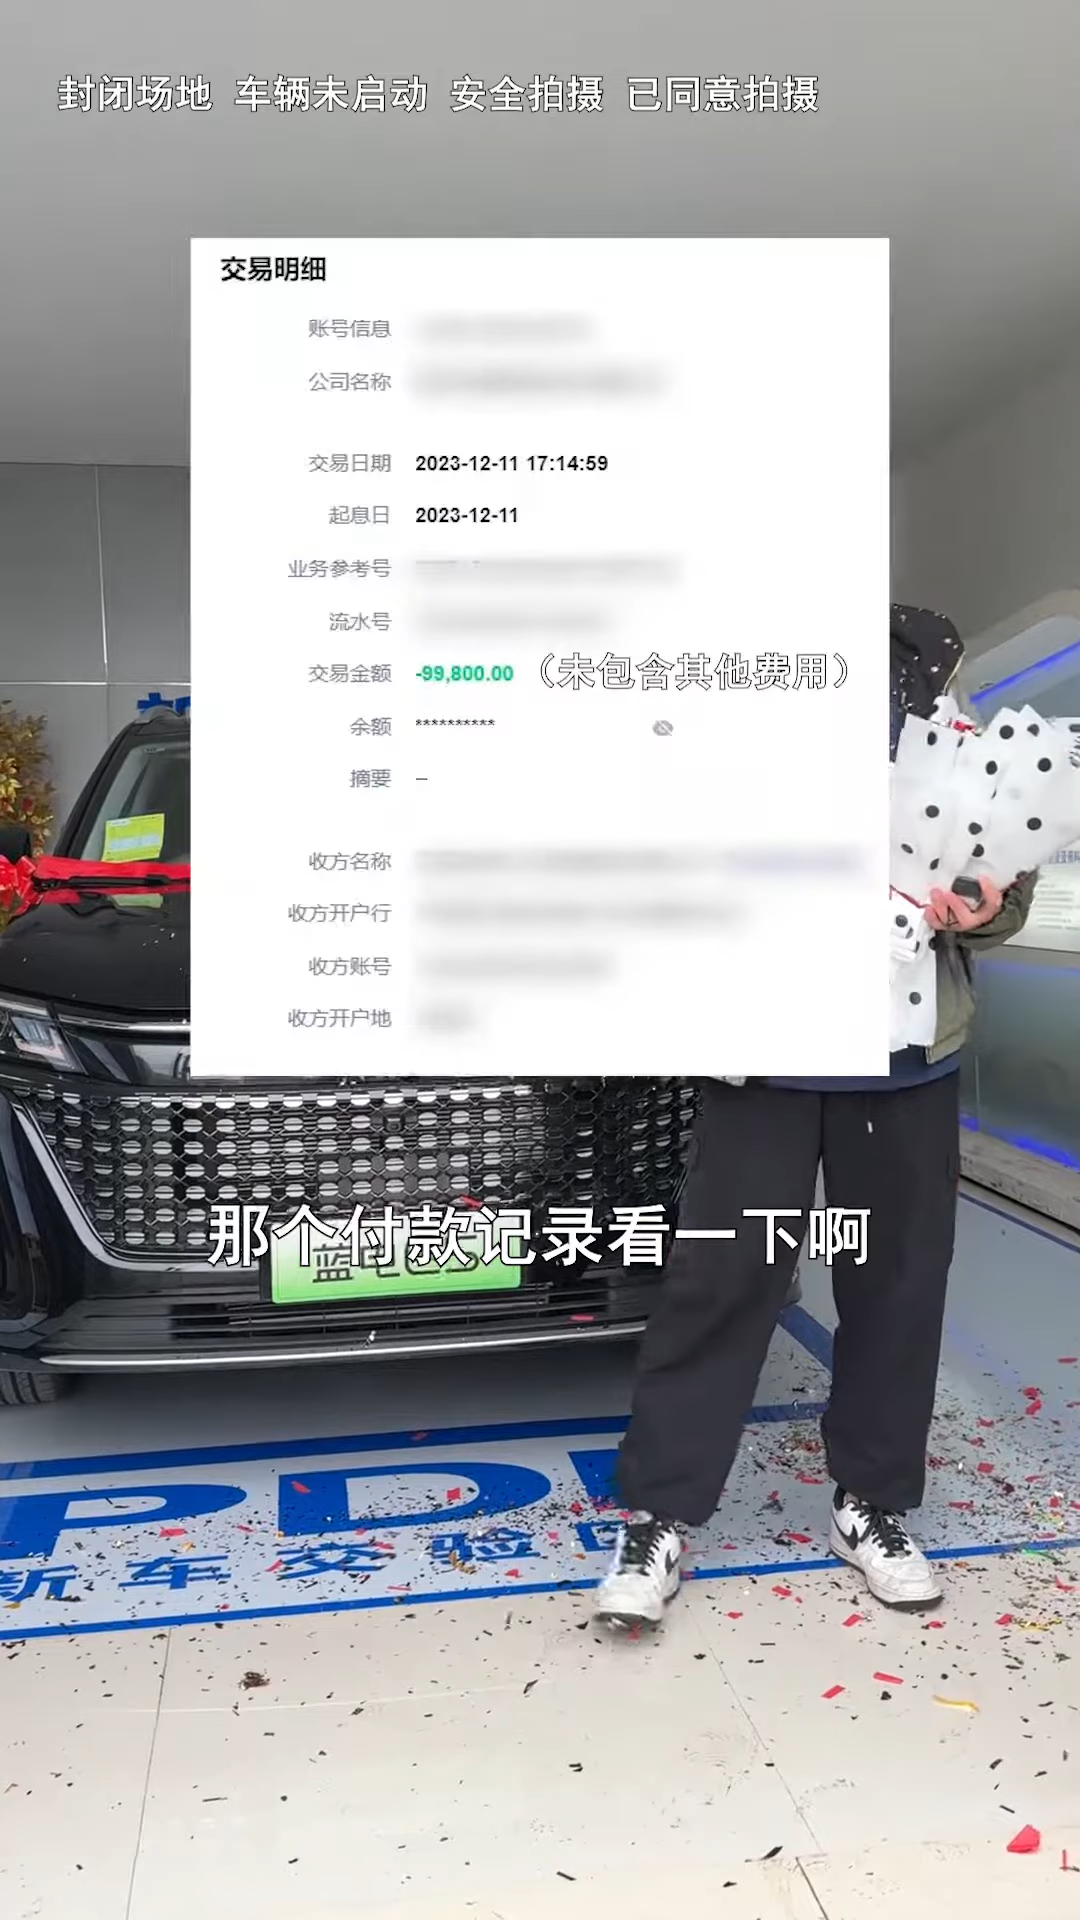 封闭场地 车辆未启动 安全拍摄 已同意拍摄
交易明细
账号信息
公司名称
交易日期 2023-12-11 17:14:59
起息日 2023-12-11
业务参考号
流水号
交易金额 -99,800.00 （未包含其他费用）
余额 **********
摘要 –
收方名称
收方开户行
收方账号
收方开户地
那个付款记录看一下啊
蓝电E5
PD
新车交验区